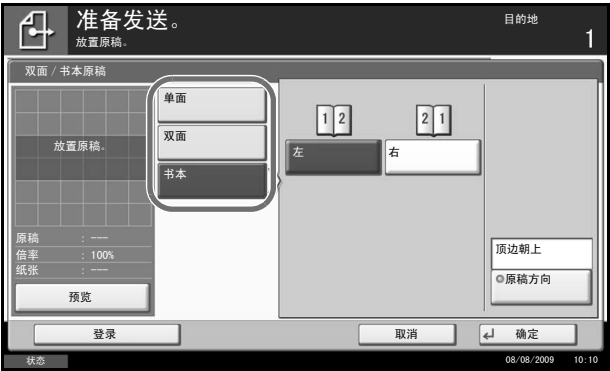 准备发送。
放置原稿。
目的地
1
双面 / 书本原稿
放置原稿。
原稿 : ---
倍率 : 100%
纸张 : ---
预览
单面
双面
书本
1 2
2 1
左
右
顶边朝上
原稿方向
登录
取消
确定
状态
08/08/2009 10:10